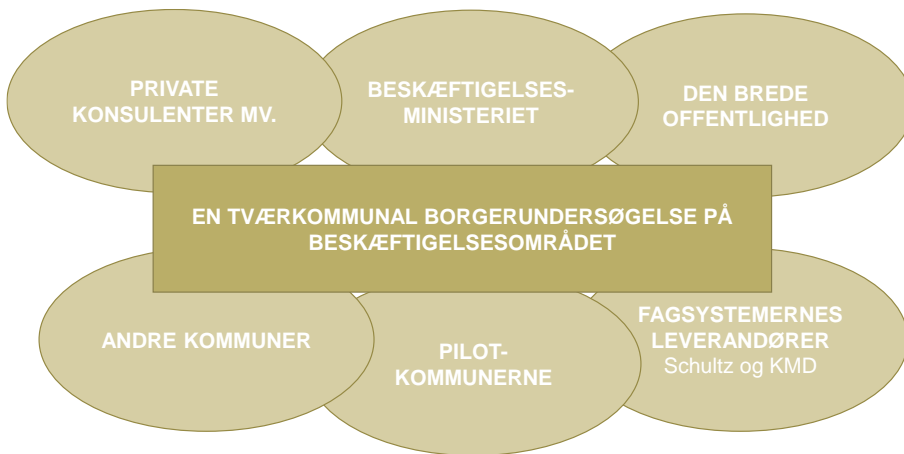 PRIVATE
KONSULENTER MV.
BESKÆFTIGELSES-
MINISTERIET
DEN BREDE
OFFENTLIGHED
EN TVÆRKOMMUNAL BORGERUNDERSØGELSE PÅ
BESKÆFTIGELSESOMRÅDET
ANDRE KOMMUNER
PILOT-
KOMMUNERNE
FAGSYSTEMERNES
LEVERANDØRER
Schultz og KMD